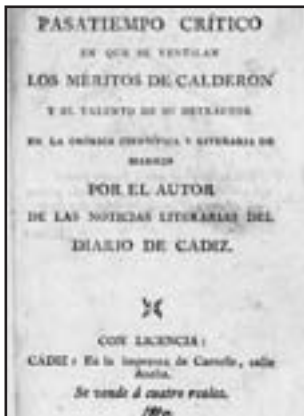 PASATIEMPO CRÍTICO
EN QUE SE VENTILAN
LOS MÉRITOS DE CALDERON
Y EL TALENTO DE SU DETRACTOR
EN LA CRÓNICA CIENTÍFICA Y LITERARIA DE
MADRID
POR EL AUTOR
DE LAS NOTICIAS LITERARIAS DEL
DIARIO DE CADIZ.
CON LICENCIA:
CADIZ: En la imprenta de Carreño, calle
Ancha.
Se vende á cuatro reales.